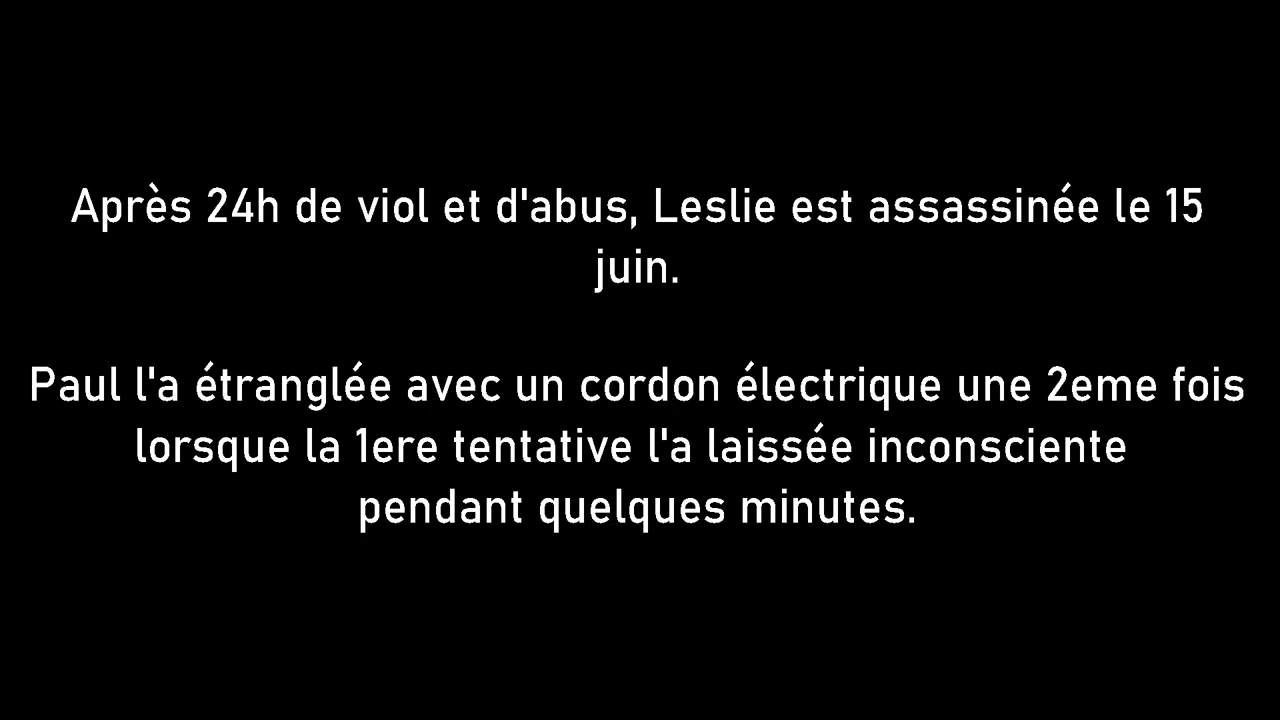 Après 24h de viol et d'abus, Leslie est assassinée le 15
juin.
Paul l'a étranglée avec un cordon électrique une 2eme fois
lorsque la 1ere tentative l'a laissée inconsciente
pendant quelques minutes.